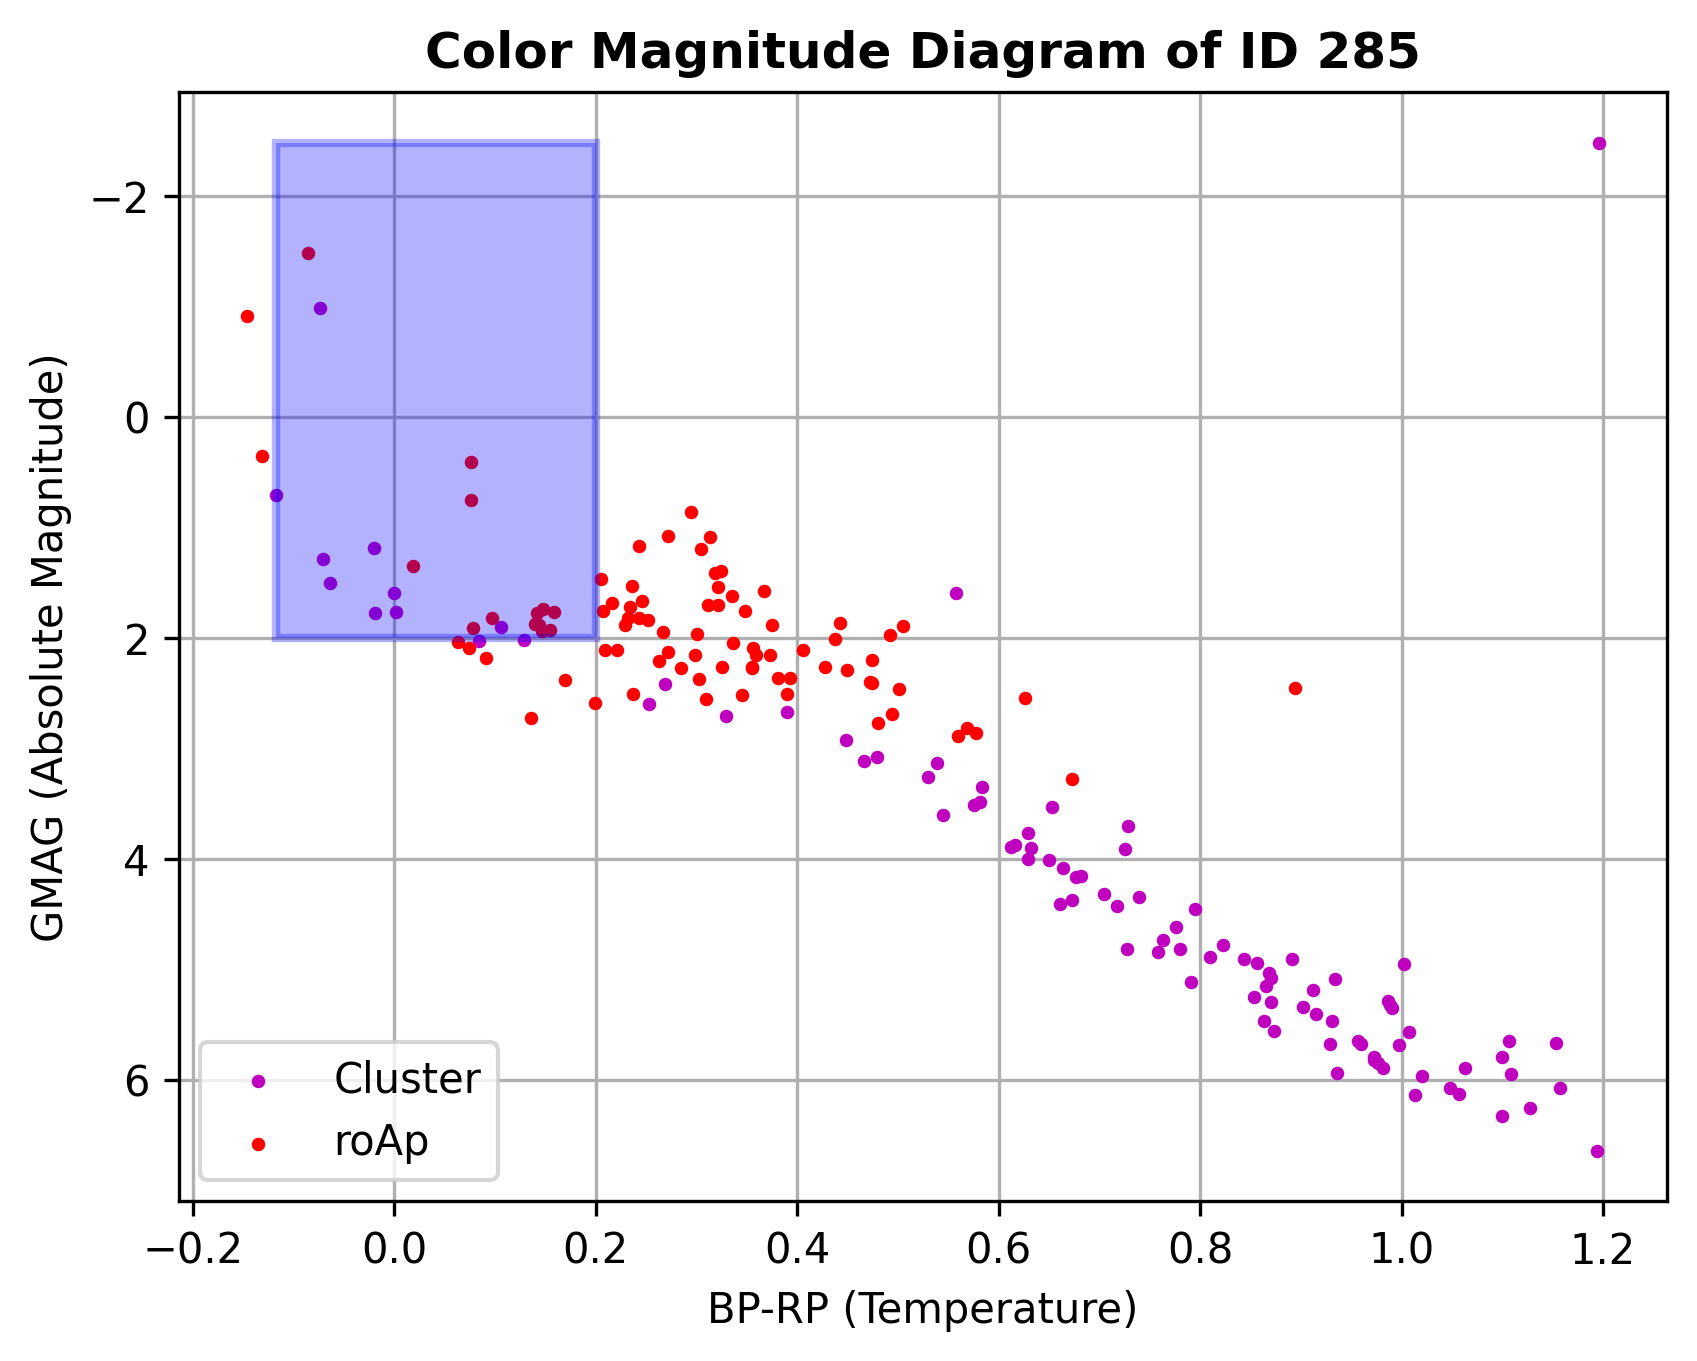 Color Magnitude Diagram of ID 285
GMAG (Absolute Magnitude)
−2
0
2
4
6
Cluster
roAp
−0.2 0.0 0.2 0.4 0.6 0.8 1.0 1.2
BP-RP (Temperature)